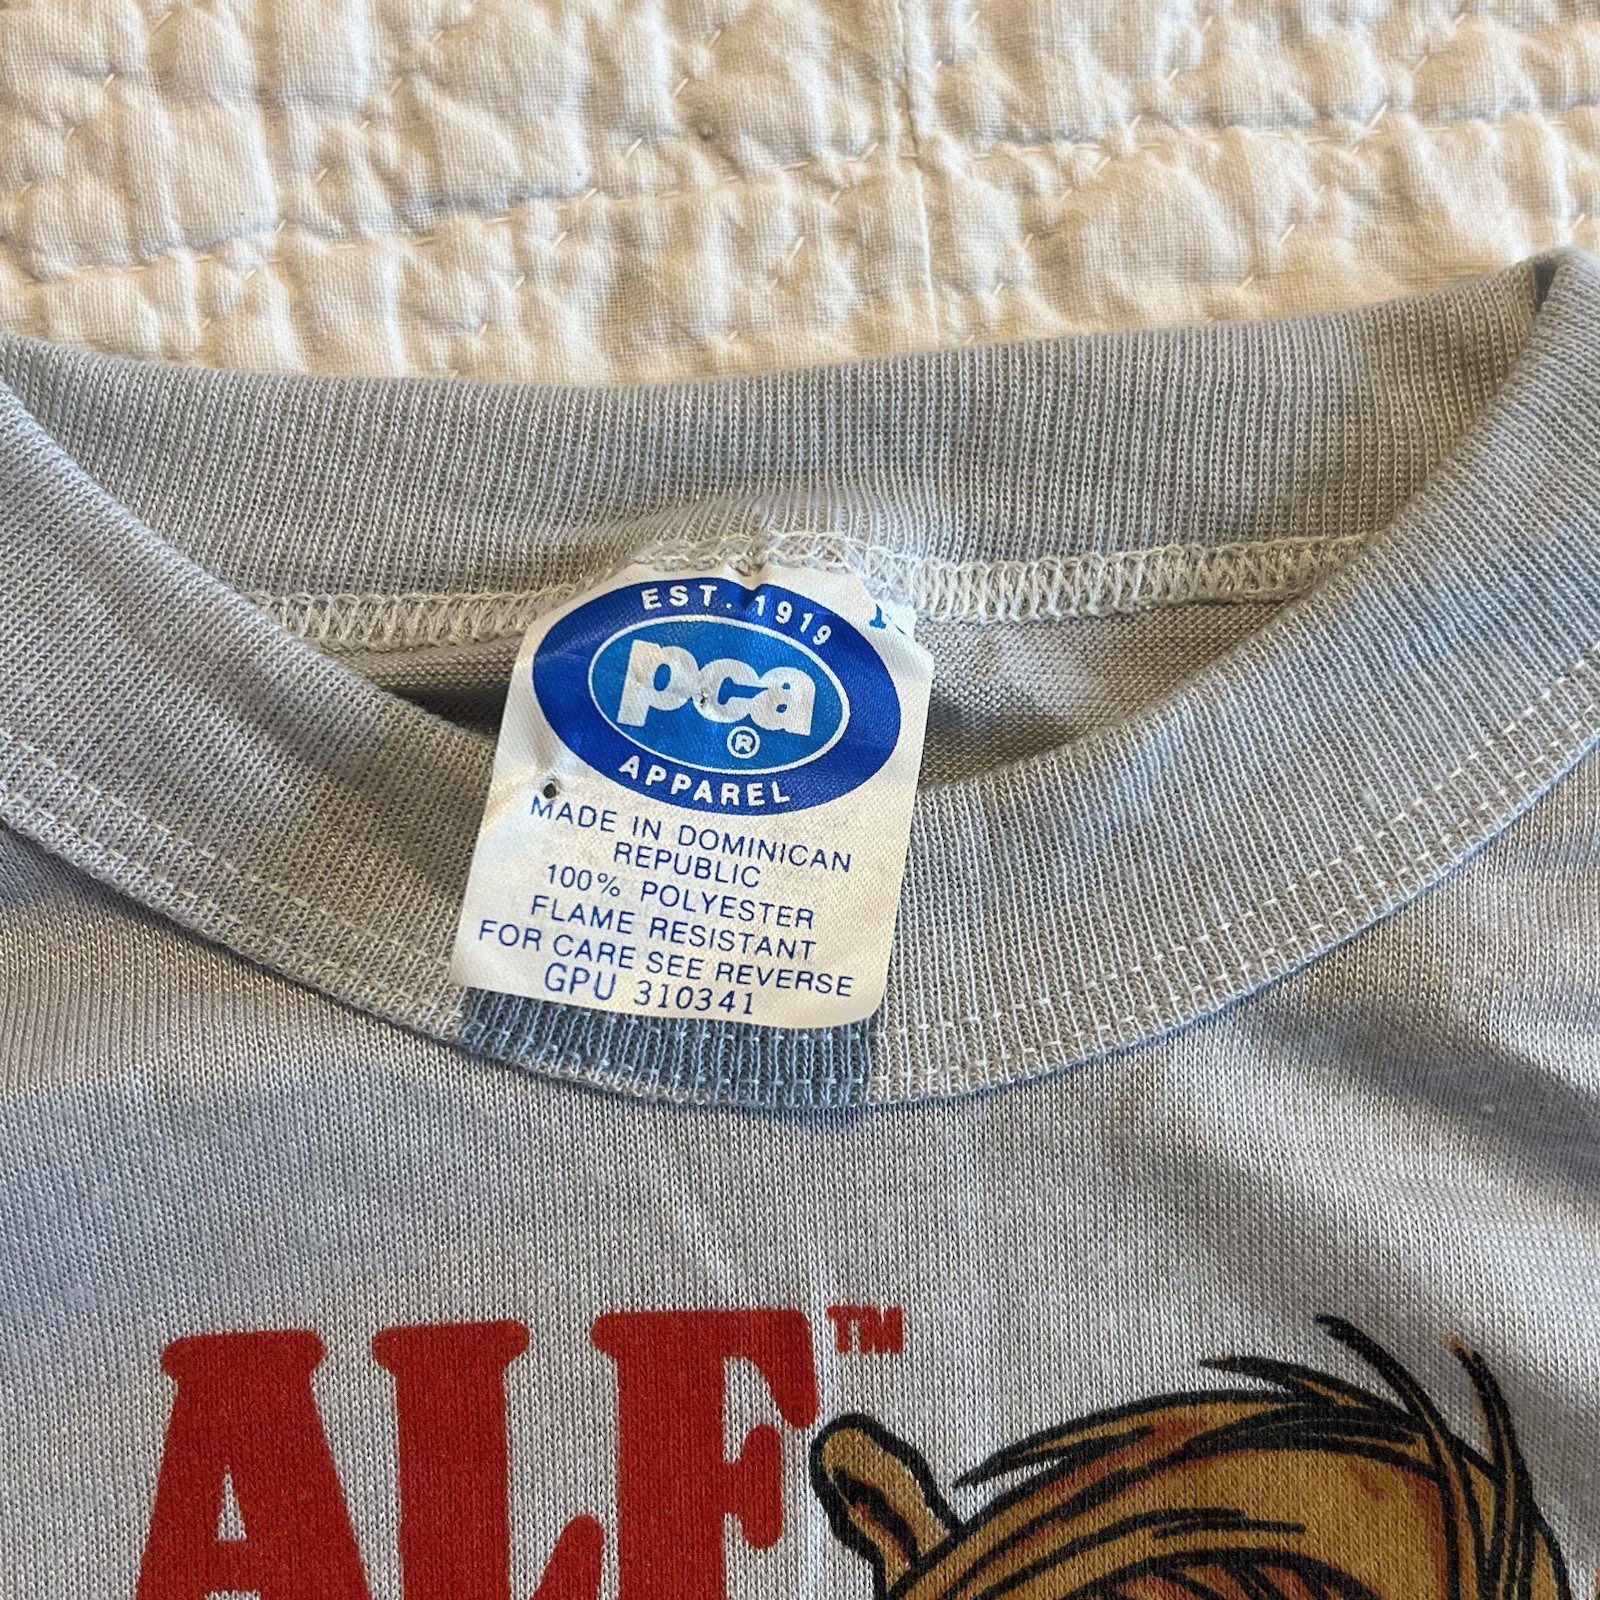 EST. 1919
pca
®
APPAREL
MADE IN DOMINICAN
REPUBLIC
100% POLYESTER
FLAME RESISTANT
FOR CARE SEE REVERSE
GPU 310341
ALF™